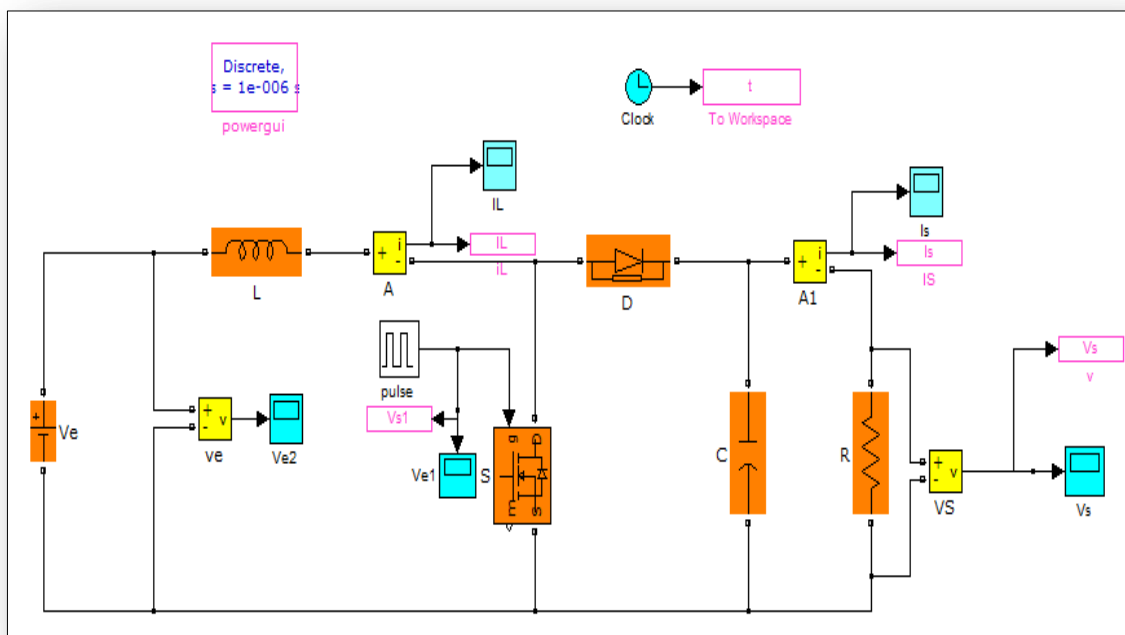 Discrete,
s = 1e-006 s
powergui
t
Clock
To Workspace
IL
Is
IL
iL
Is
IS
+
i
-
A
+
i
-
A1
L
D
pulse
Vs
v
Vs1
+
Ve
+
v
-
ve
Ve2
Ve1
g
D
m
S
S
C
R
+
v
-
VS
Vs